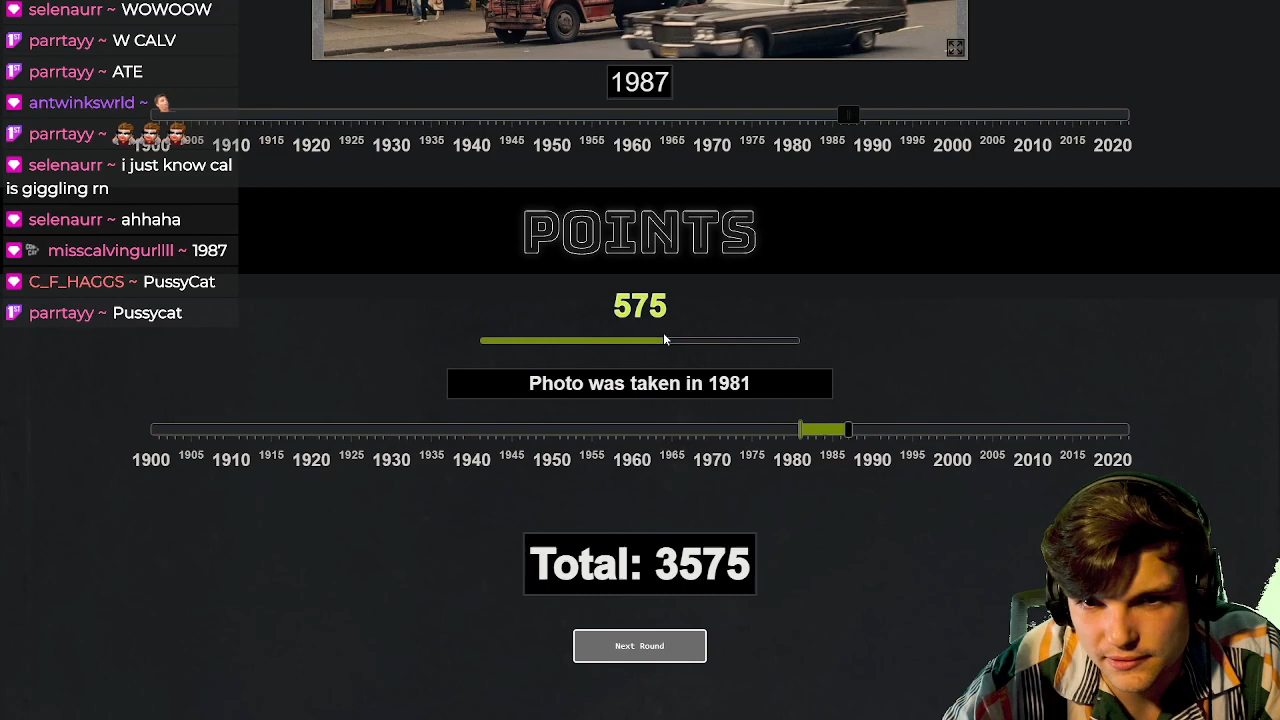 selenaurr ~ WOWOOW
parrtayy ~ W CALV
parrtayy ~ ATE
antwinkswrld ~
parrtayy ~
selenaurr ~ i just know cal
is giggling rn
selenaurr ~ ahhaha
misscalvingurllll ~ 1987
C_F_HAGGS ~ PussyCat
parrtayy ~ Pussycat
1987
1900 1905 1910 1915 1920 1925 1930 1935 1940 1945 1950 1955 1960 1965 1970 1975 1980 1985 1990 1995 2000 2005 2010 2015 2020
POINTS
575
Photo was taken in 1981
1900 1905 1910 1915 1920 1925 1930 1935 1940 1945 1950 1955 1960 1965 1970 1975 1980 1985 1990 1995 2000 2005 2010 2015 2020
Total: 3575
Next Round